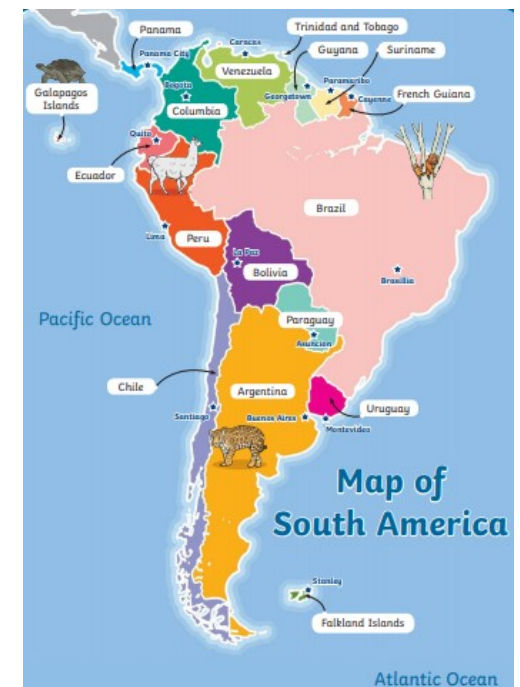 Panama
Trinidad and Tobago
Caracas
Guyana
Suriname
Panama City
Venezuela
Paramaribo
Bogota
Georgetown
Cayenne
French Guiana
Galapagos
Islands
Columbia
Quito
Ecuador
Brazil
Lima
Peru
La Paz
Bolivia
Brasillia
Pacific Ocean
Paraguay
Asuncion
Chile
Argentina
Santiago
Buenos Aires
Uruguay
Montevideo
Map of
South America
Stanley
Falkland Islands
Atlantic Ocean